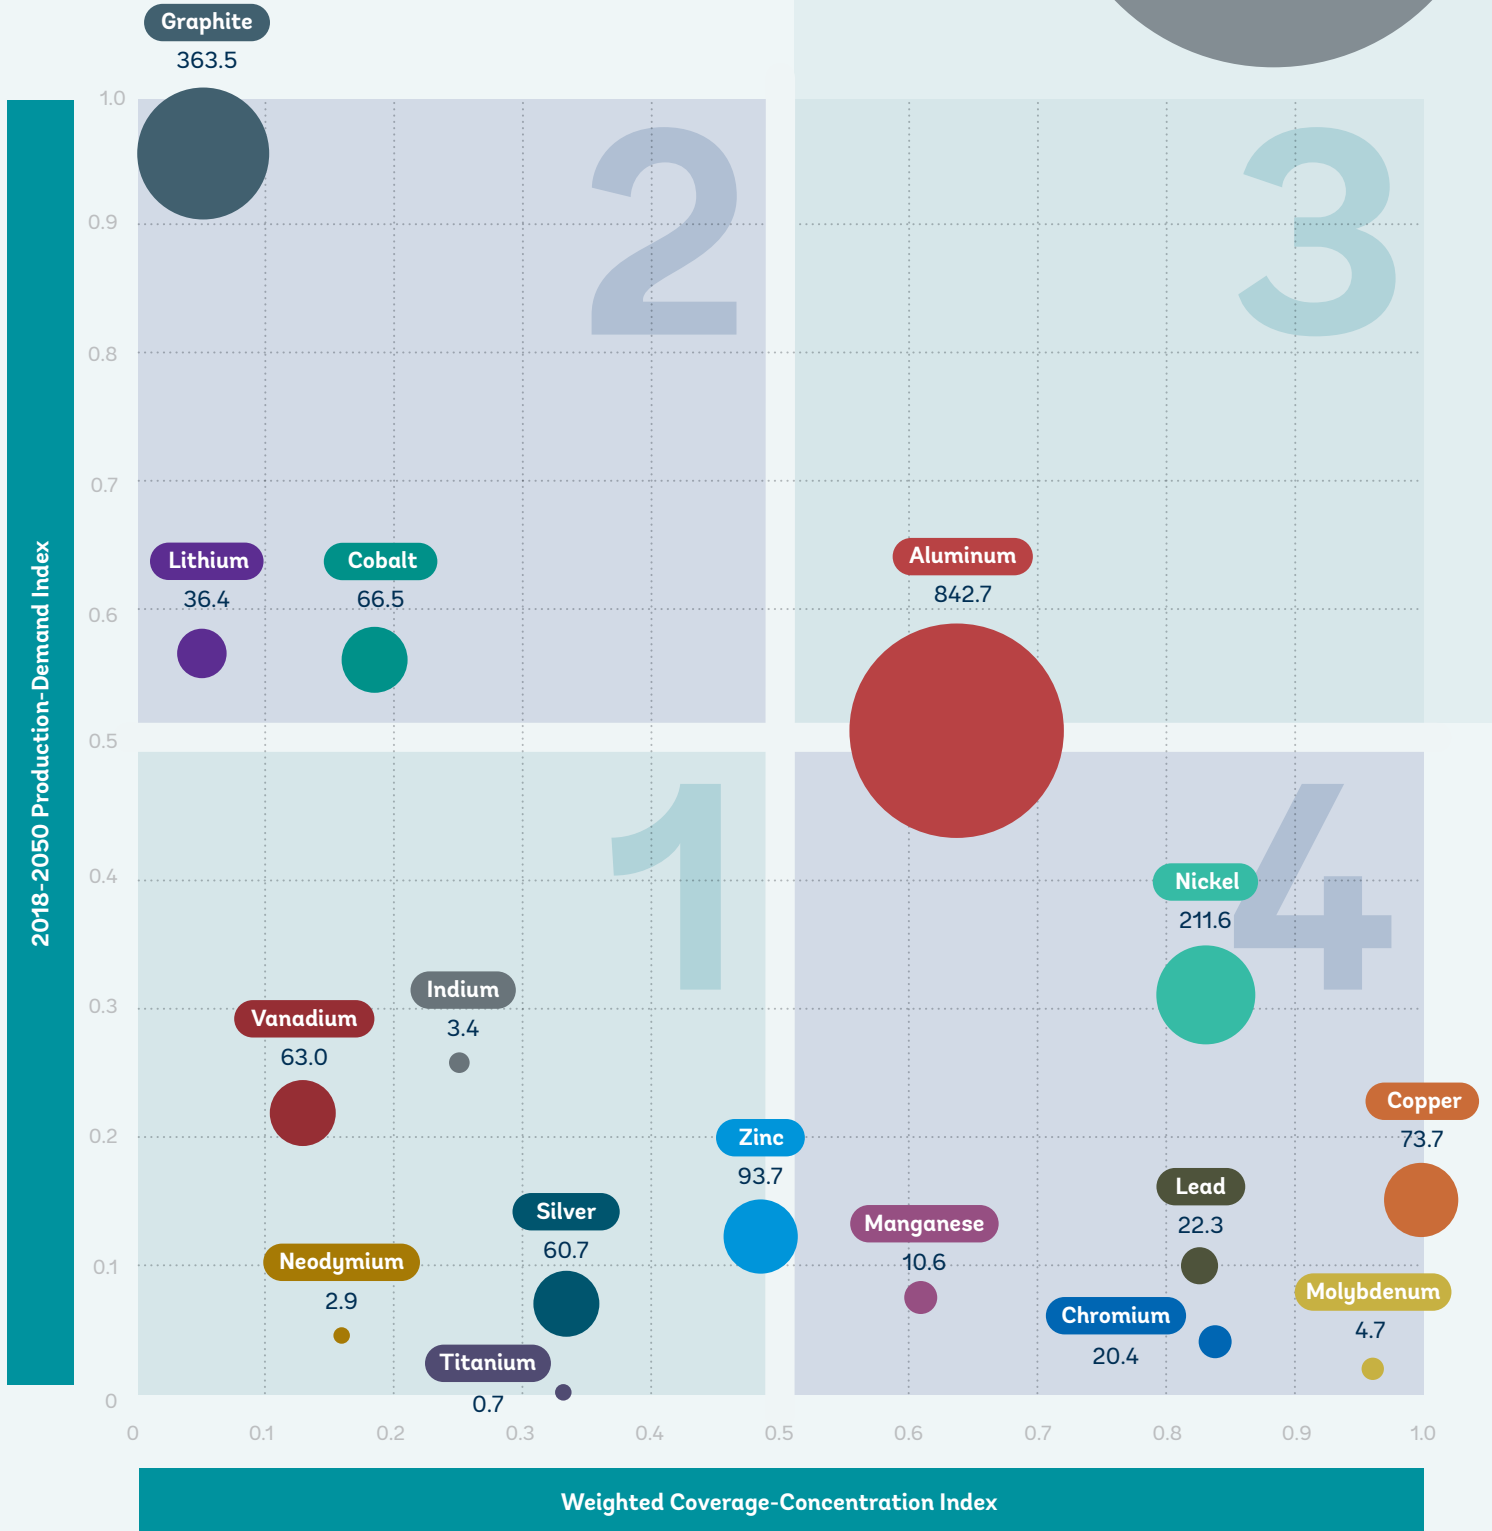 Graphite
363.5
1.0
0.9
0.8
0.7
0.6
0.5
0.4
0.3
0.2
0.1
0
2018-2050 Production-Demand Index
2
3
Lithium
36.4
Cobalt
66.5
Aluminum
842.7
1
4
Nickel
211.6
Indium
3.4
Vanadium
63.0
Copper
73.7
Zinc
93.7
Lead
22.3
Silver
60.7
Manganese
10.6
Neodymium
2.9
Molybdenum
4.7
Chromium
20.4
Titanium
0.7
0 0.1 0.2 0.3 0.4 0.5 0.6 0.7 0.8 0.9 1.0
Weighted Coverage-Concentration Index